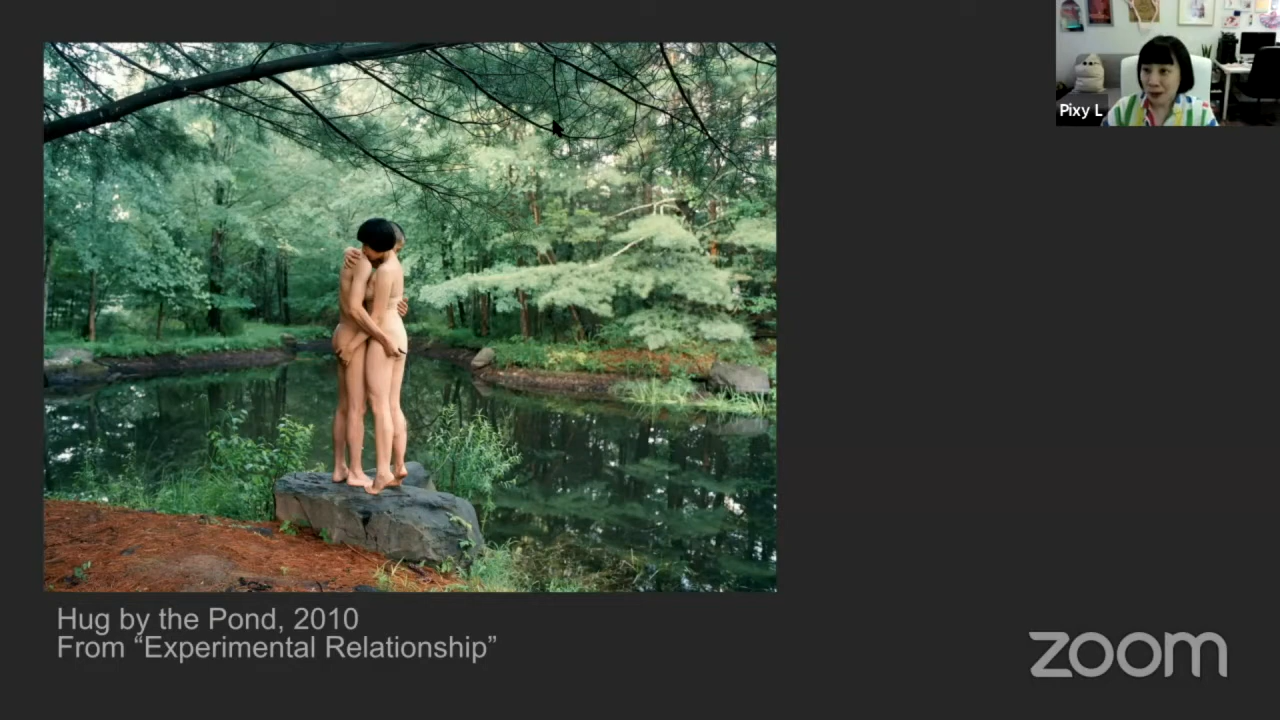 Pixy L
Hug by the Pond, 2010
From “Experimental Relationship”
zoom